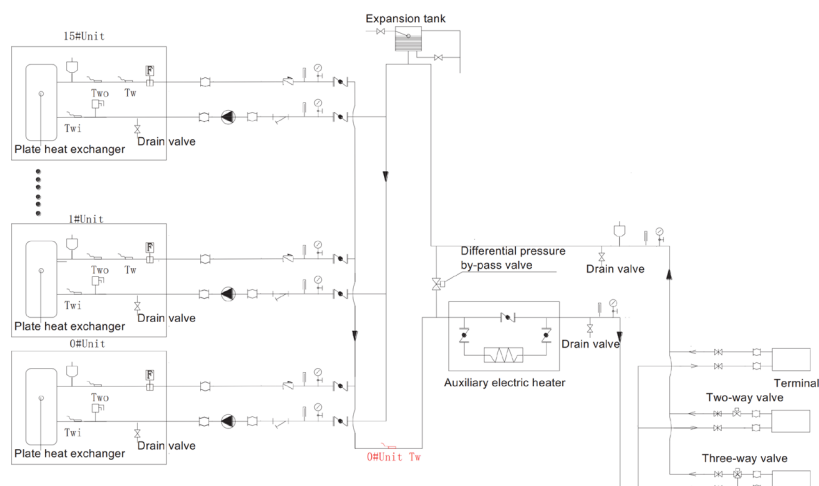 Expansion tank
15#Unit
F
Two
Tw
Twi
Drain valve
Plate heat exchanger
1#Unit
F
Two
Tw
Twi
Drain valve
Plate heat exchanger
Differential pressure
by-pass valve
Drain valve
0#Unit
F
Two
Twi
Drain valve
Plate heat exchanger
0#Unit Tw
Drain valve
Auxiliary electric heater
Terminal
Two-way valve
Three-way valve